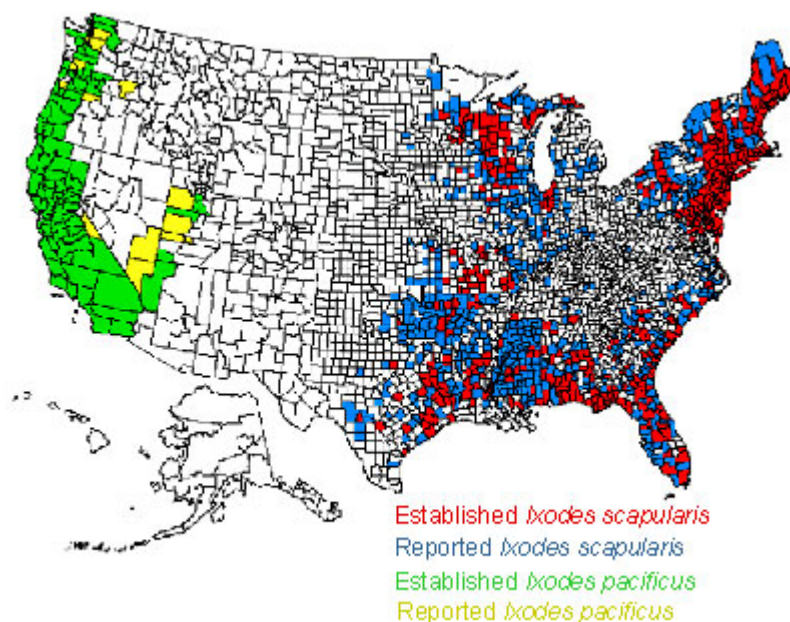 Established Ixodes scapularis
Reported Ixodes scapularis
Established Ixodes pacificus
Reported Ixodes pacificus